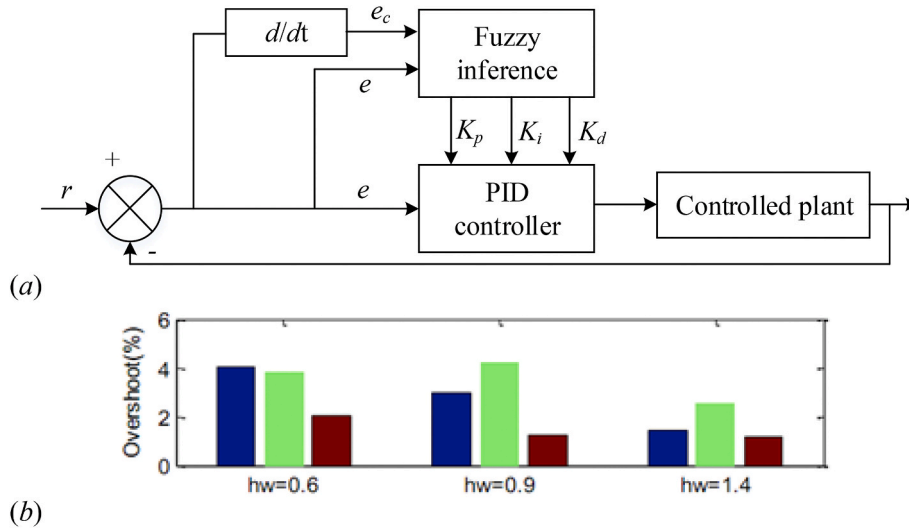 d/dt
e_c
Fuzzy
inference
e
K_p K_i K_d
+
r
e
PID
controller
Controlled plant
-
(a)
6
4
2
0
Overshoot(%)
hw=0.6 hw=0.9 hw=1.4
(b)